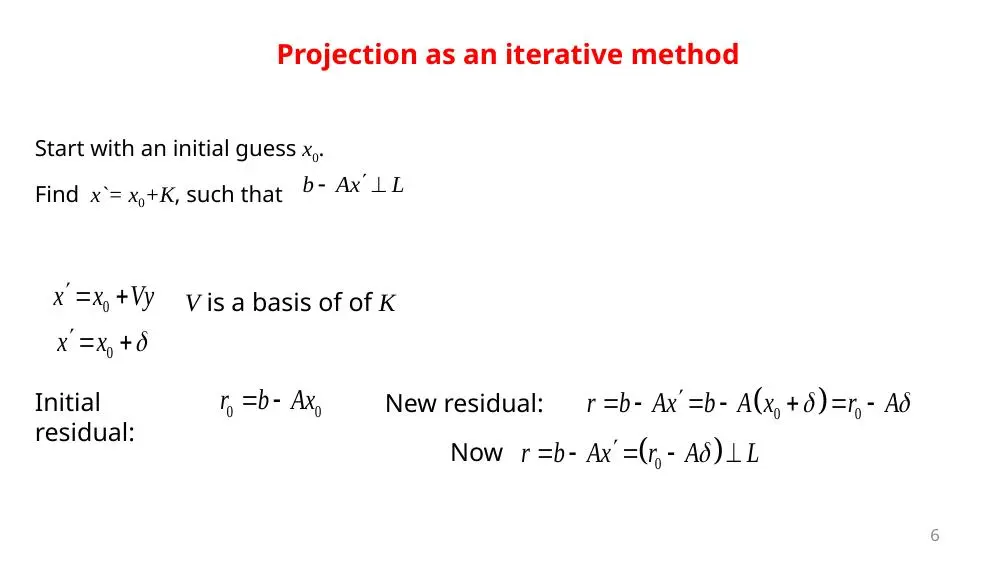 Projection as an iterative method
Start with an initial guess x₀.
Find x`= x₀+K, such that b − Ax′ ⊥ L
x′ = x₀ + Vy V is a basis of of K
x′ = x₀ + δ
Initial residual: r₀ = b − Ax₀ New residual: r = b − Ax′ = b − A(x₀ + δ) = r₀ − Aδ
Now r = b − Ax′ = (r₀ − Aδ) ⊥ L
6